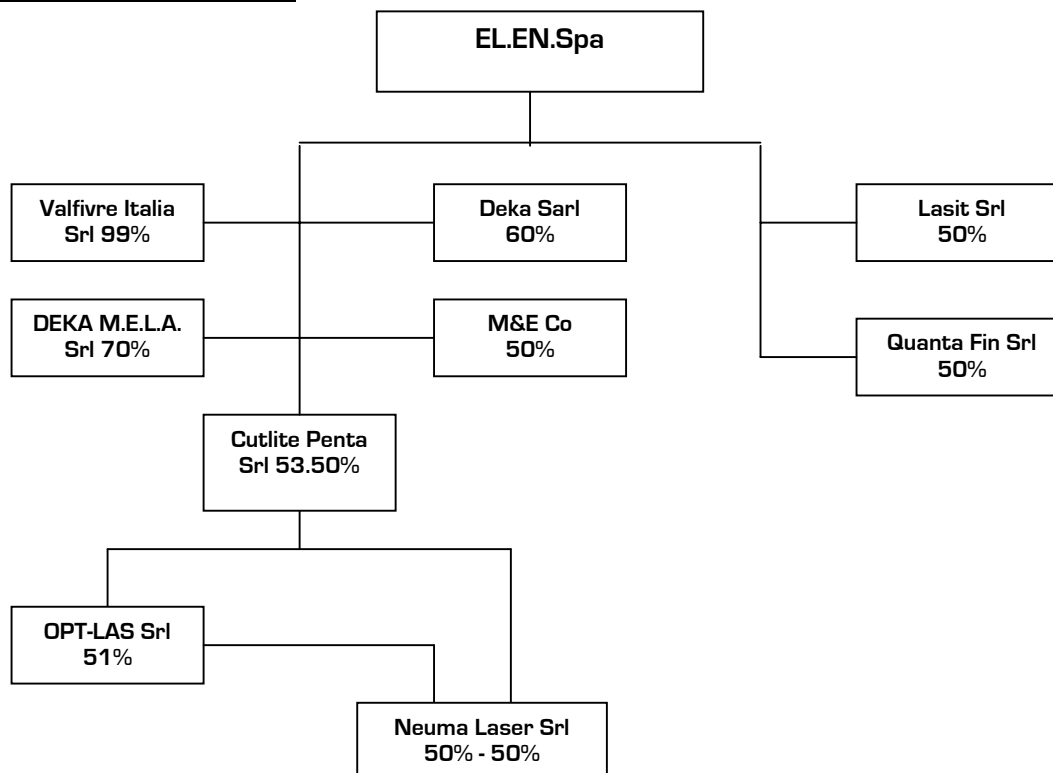 EL.EN.Spa
Valfivre Italia
Srl 99%
Deka Sarl
60%
Lasit Srl
50%
DEKA M.E.L.A.
Srl 70%
M&E Co
50%
Quanta Fin Srl
50%
Cutlite Penta
Srl 53.50%
OPT-LAS Srl
51%
Neuma Laser Srl
50% - 50%